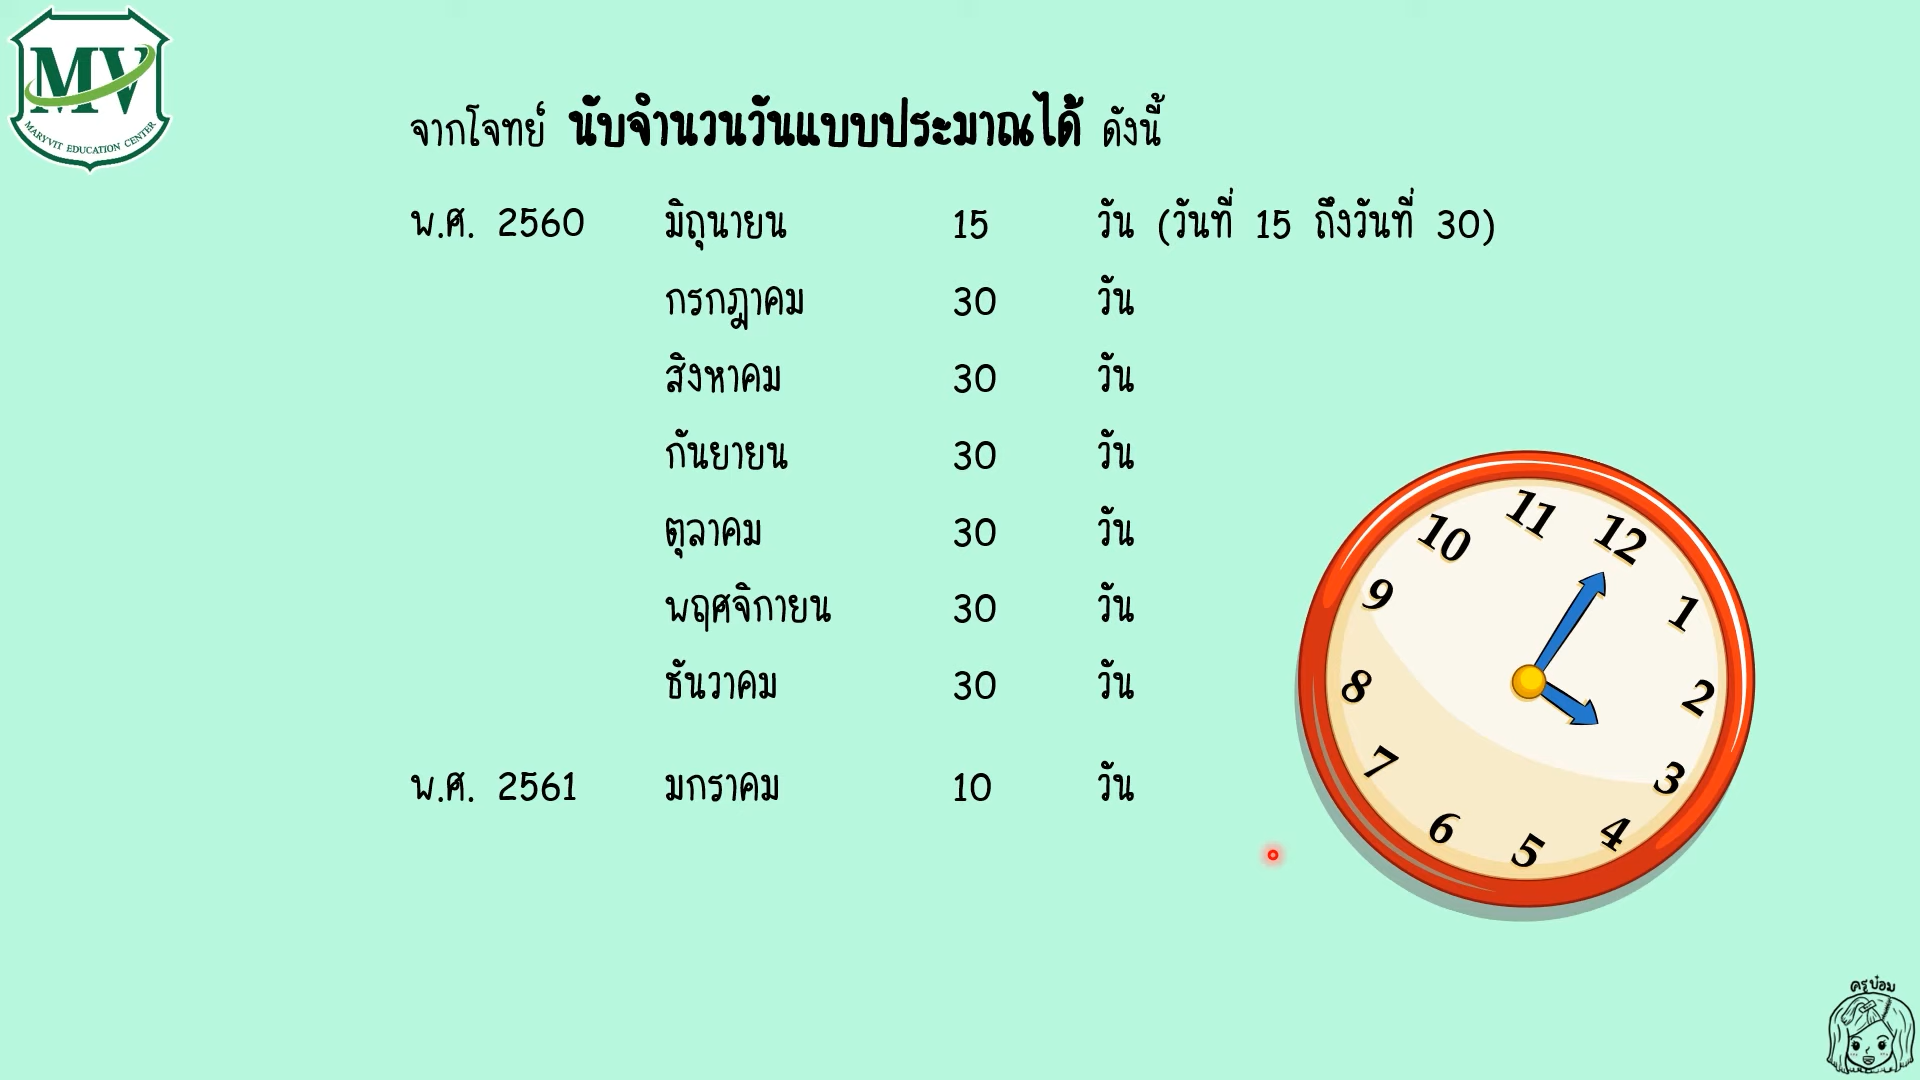 MV
MARYVIT EDUCATION CENTER
จากโจทย์ นับจำนวนวันแบบประมาณได้ ดังนี้
พ.ศ. 2560 มิถุนายน 15 วัน (วันที่ 15 ถึงวันที่ 30)
กรกฎาคม 30 วัน
สิงหาคม 30 วัน
กันยายน 30 วัน
ตุลาคม 30 วัน
พฤศจิกายน 30 วัน
ธันวาคม 30 วัน
พ.ศ. 2561 มกราคม 10 วัน
11
12
10
1
9
2
8
3
7
4
6
5
ครูป๋อม